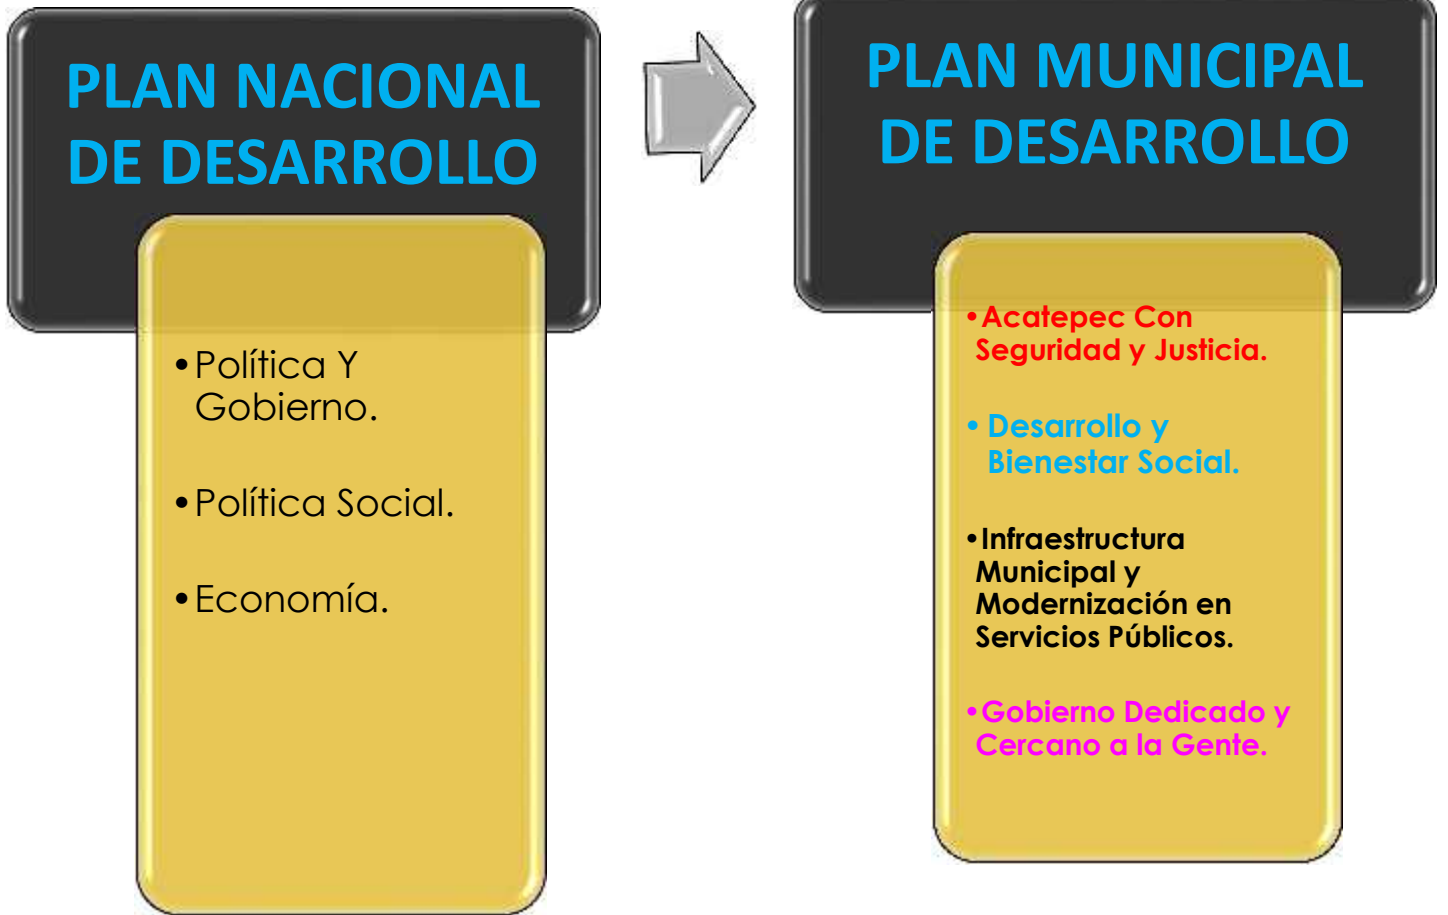 PLAN NACIONAL
DE DESARROLLO
•Política Y
Gobierno.
•Política Social.
•Economía.
PLAN MUNICIPAL
DE DESARROLLO
•Acatepec Con
Seguridad y Justicia.
• Desarrollo y
Bienestar Social.
•Infraestructura
Municipal y
Modernización en
Servicios Públicos.
•Gobierno Dedicado y
Cercano a la Gente.